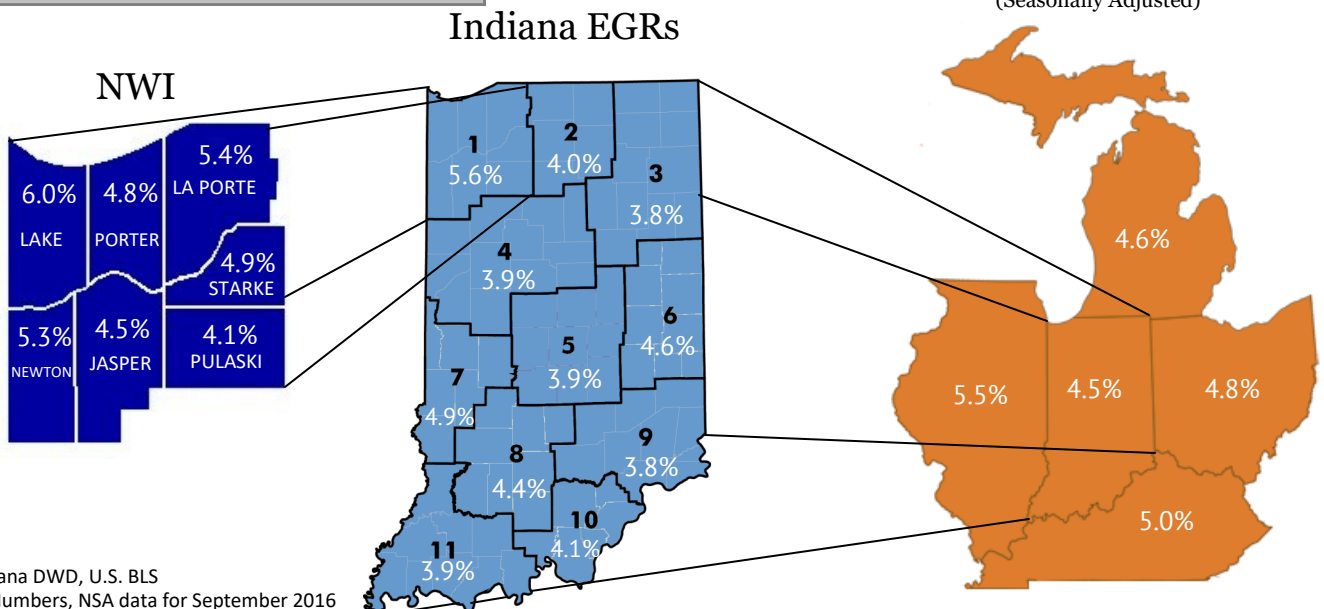 (Seasonally Adjusted)
Indiana EGRs
NWI
5.4%
LA PORTE
6.0%
4.8%
LAKE
PORTER
4.9%
STARKE
5.3%
4.5%
4.1%
NEWTON
JASPER
PULASKI
1
5.6%
2
4.0%
3
3.8%
4
3.9%
5
3.9%
6
4.6%
7
4.9%
8
4.4%
9
3.8%
10
4.1%
11
3.9%
4.6%
5.5%
4.5%
4.8%
5.0%
ana DWD, U.S. BLS
Numbers, NSA data for September 2016